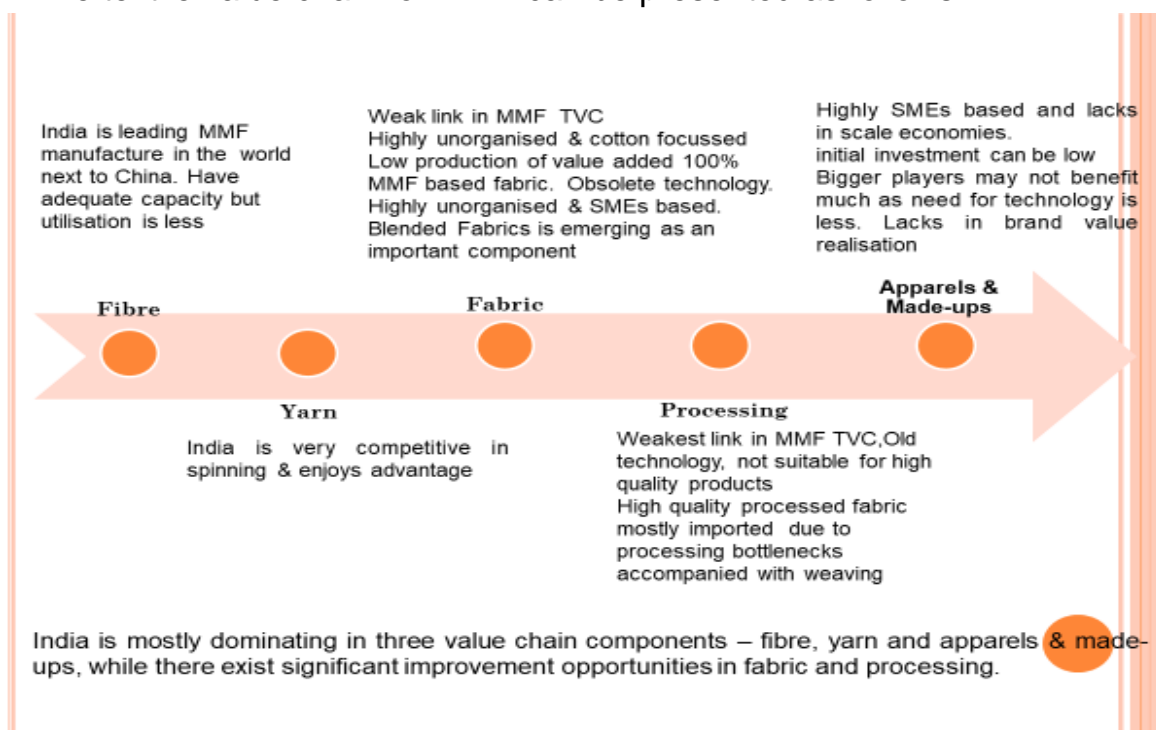 India is leading MMF
manufacture in the world
next to China. Have
adequate capacity but
utilisation is less
Weak link in MMF TVC
Highly unorganised & cotton focussed
Low production of value added 100%
MMF based fabric. Obsolete technology.
Highly unorganised & SMEs based.
Blended Fabrics is emerging as an
important component
Highly SMEs based and lacks
in scale economies.
initial investment can be low
Bigger players may not benefit
much as need for technology is
less. Lacks in brand value
realisation
Fibre
Fabric
Apparels &
Made-ups
Yarn
India is very competitive in
spinning & enjoys advantage
Processing
Weakest link in MMF TVC,Old
technology, not suitable for high
quality products
High quality processed fabric
mostly imported due to
processing bottlenecks
accompanied with weaving
India is mostly dominating in three value chain components – fibre, yarn and apparels & made-
ups, while there exist significant improvement opportunities in fabric and processing.